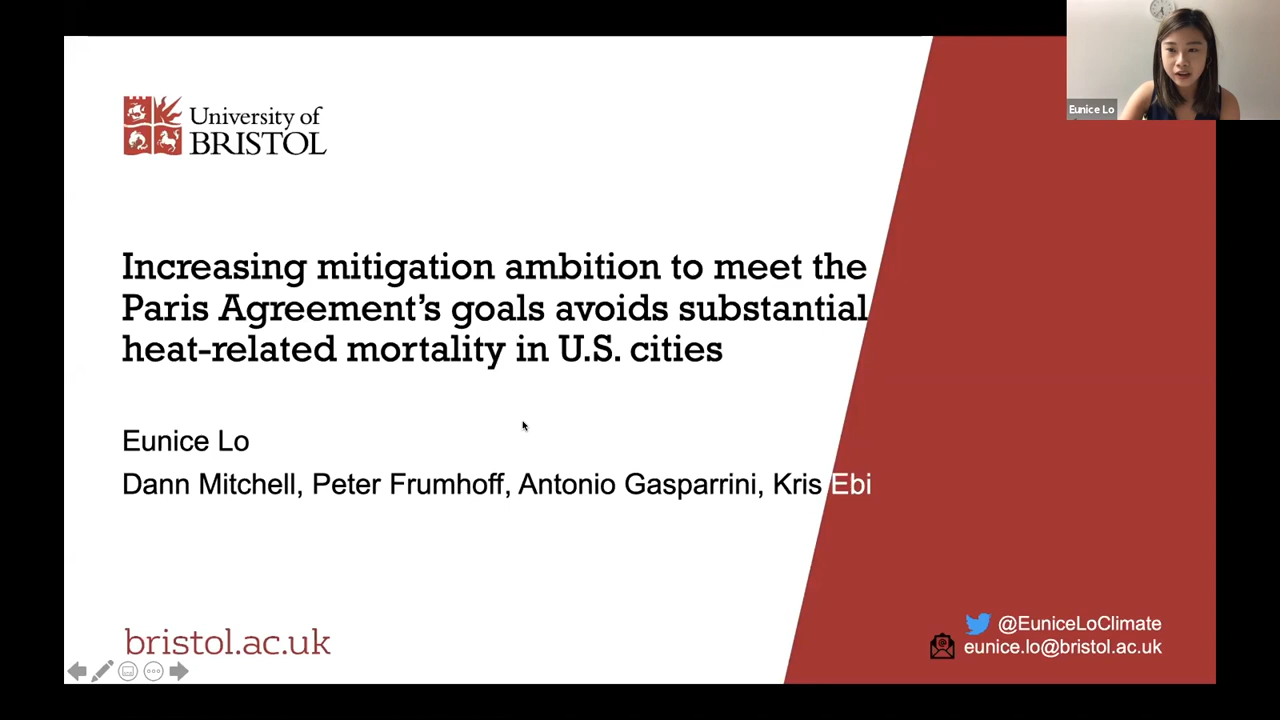 Eunice Lo
University of
BRISTOL
Increasing mitigation ambition to meet the
Paris Agreement's goals avoids substantial
heat-related mortality in U.S. cities
Eunice Lo
Dann Mitchell, Peter Frumhoff, Antonio Gasparrini, Kris Ebi
bristol.ac.uk
@EuniceLoClimate
eunice.lo@bristol.ac.uk